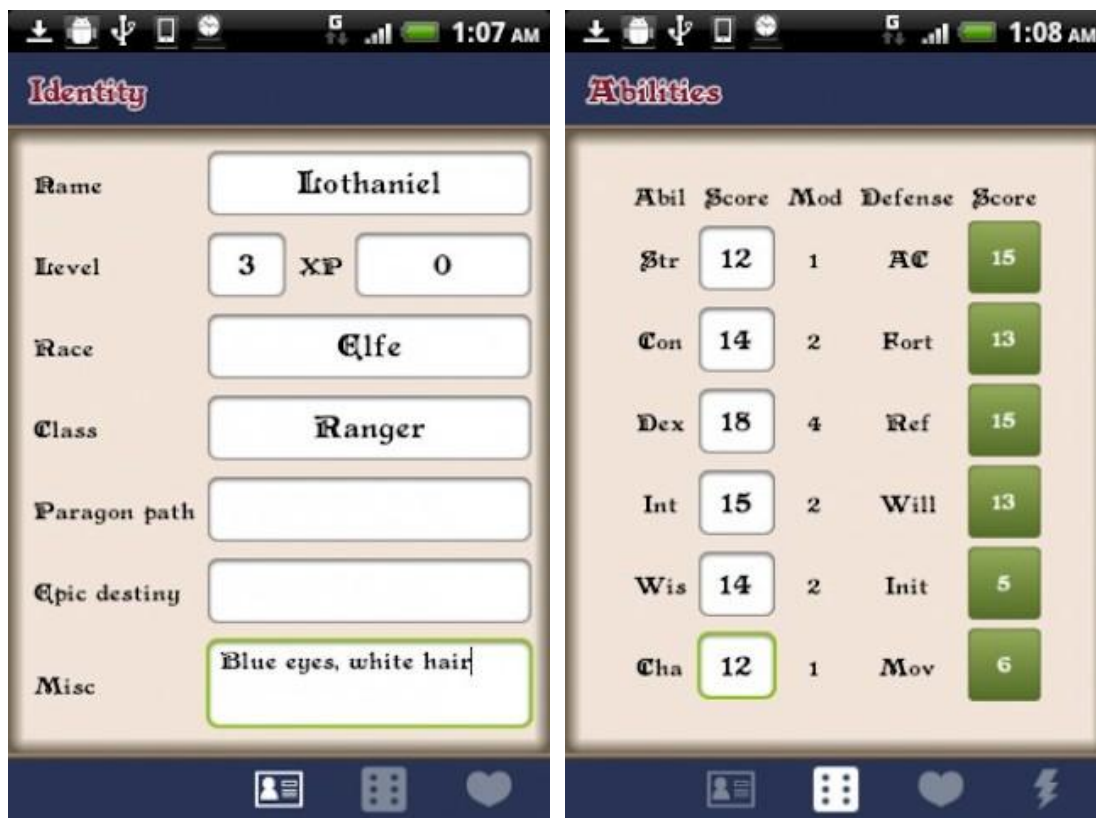 1:07 AM
Identity
Name Lothaniel
Level 3 XP 0
Race Elfe
Class Ranger
Paragon path
Epic destiny
Misc Blue eyes, white hair
1:08 AM
Abilities
Abil Score Mod Defense Score
Str 12 1 AC 15
Con 14 2 Fort 13
Dex 18 4 Ref 15
Int 15 2 Will 13
Wis 14 2 Init 5
Cha 12 1 Mov 6